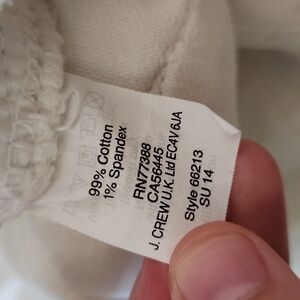 99% Cotton
1% Spandex
RN77388
CA56445
J. CREW U.K. Ltd EC4V 6JA
Style 66213
SU 14